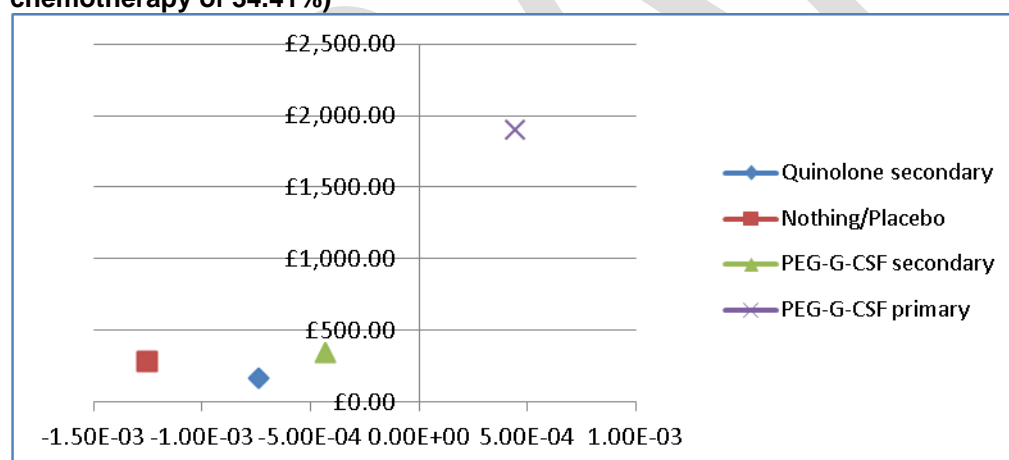 chemotherapy of 34.41%)
£2,500.00
£2,000.00
£1,500.00
£1,000.00
£500.00
£0.00
-1.50E-03 -1.00E-03 -5.00E-04 0.00E+00 5.00E-04 1.00E-03
Quinolone secondary
Nothing/Placebo
PEG-G-CSF secondary
PEG-G-CSF primary